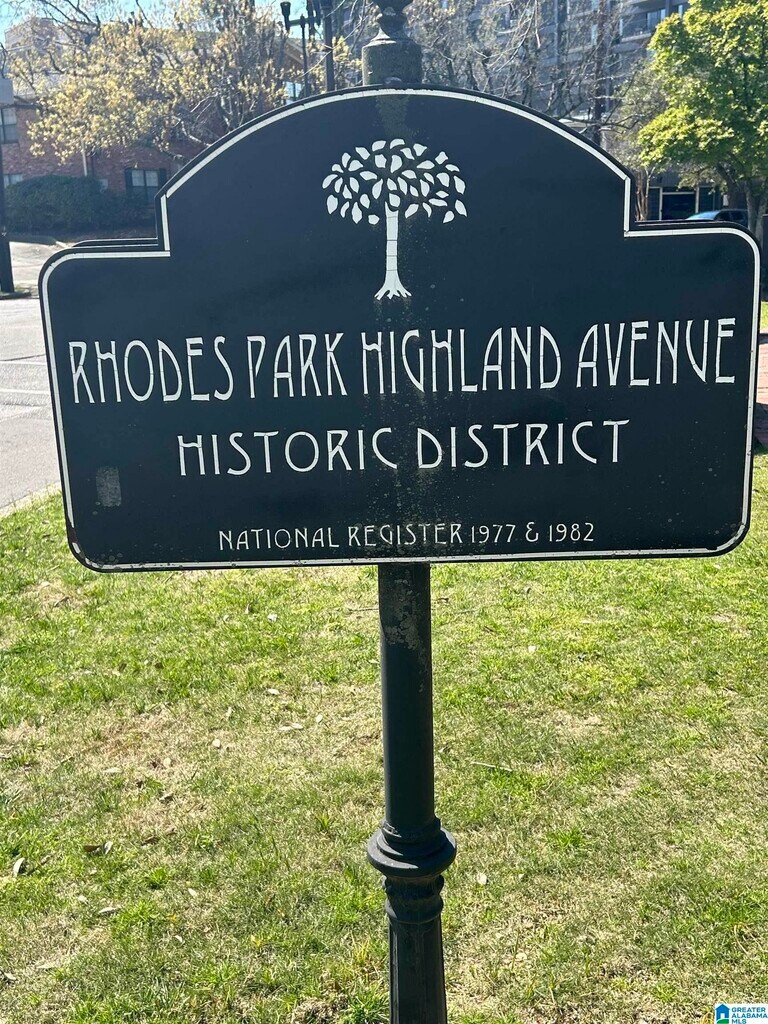 RHODES PARK HIGHLAND AVENUE
HISTORIC DISTRICT
NATIONAL REGISTER 1977 & 1982
GREATER
ALABAMA
MLS